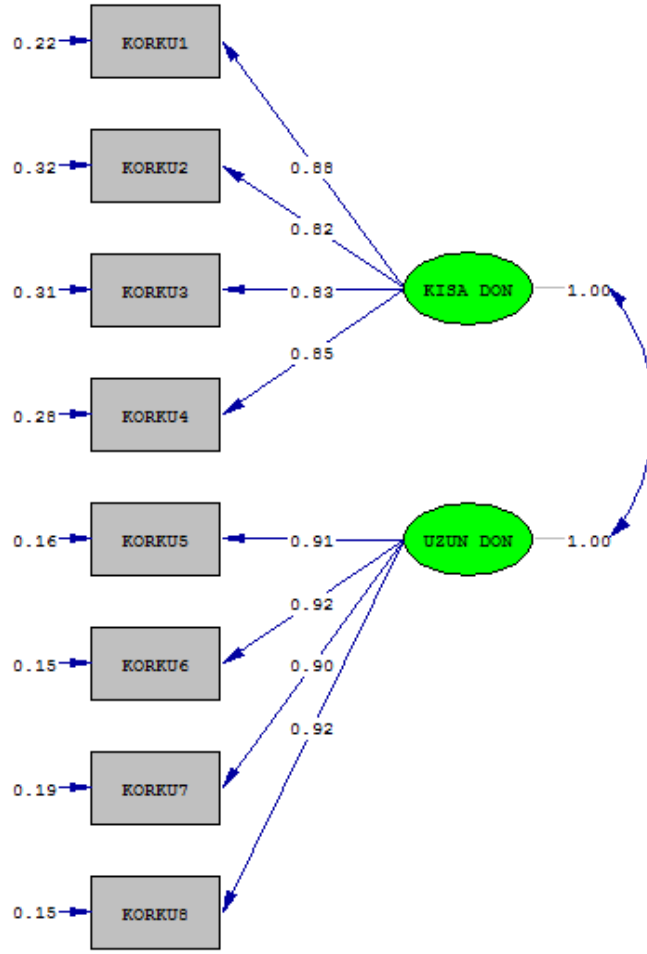 0.22 KORKU1
0.88
0.32 KORKU2
0.82
0.31 KORKU3 0.83 KISA DON 1.00
0.85
0.28 KORKU4
0.16 KORKU5 0.91 UZUN DON 1.00
0.92
0.15 KORKU6
0.90
0.92
0.19 KORKU7
0.15 KORKU8